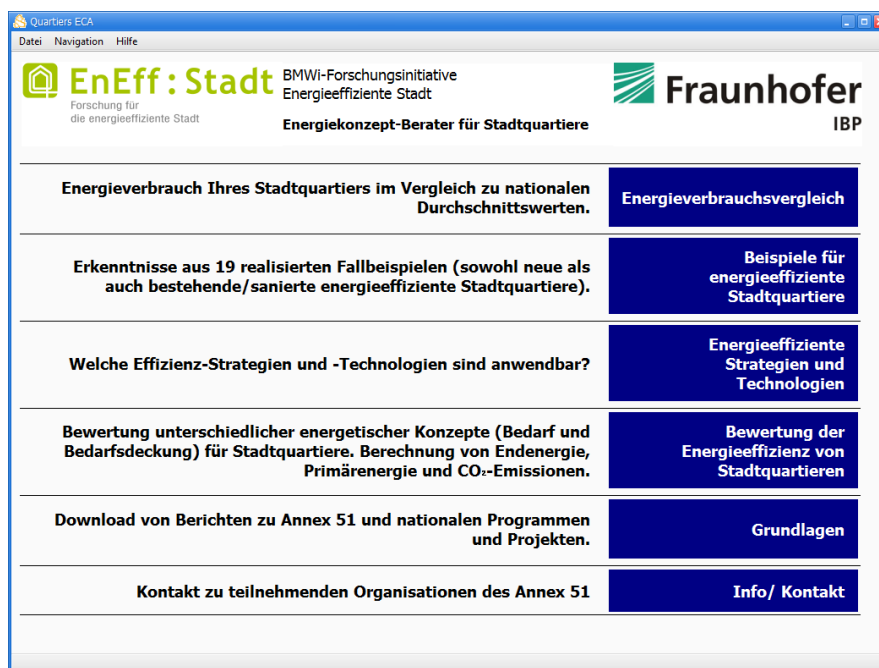 Quartiers ECA
Datei Navigation Hilfe
EnEff : Stadt
Forschung für
die energieeffiziente Stadt
BMWi-Forschungsinitiative
Energieeffiziente Stadt
Energiekonzept-Berater für Stadtquartiere
Fraunhofer
IBP
Energieverbrauch Ihres Stadtquartiers im Vergleich zu nationalen
Durchschnittswerten.
Energieverbrauchsvergleich
Erkenntnisse aus 19 realisierten Fallbeispielen (sowohl neue als
auch bestehende/sanierte energieeffiziente Stadtquartiere).
Beispiele für
energieeffiziente
Stadtquartiere
Welche Effizienz-Strategien und -Technologien sind anwendbar?
Energieeffiziente
Strategien und
Technologien
Bewertung unterschiedlicher energetischer Konzepte (Bedarf und
Bedarfsdeckung) für Stadtquartiere. Berechnung von Endenergie,
Primärenergie und CO₂-Emissionen.
Bewertung der
Energieeffizienz von
Stadtquartieren
Download von Berichten zu Annex 51 und nationalen Programmen
und Projekten.
Grundlagen
Kontakt zu teilnehmenden Organisationen des Annex 51
Info/ Kontakt